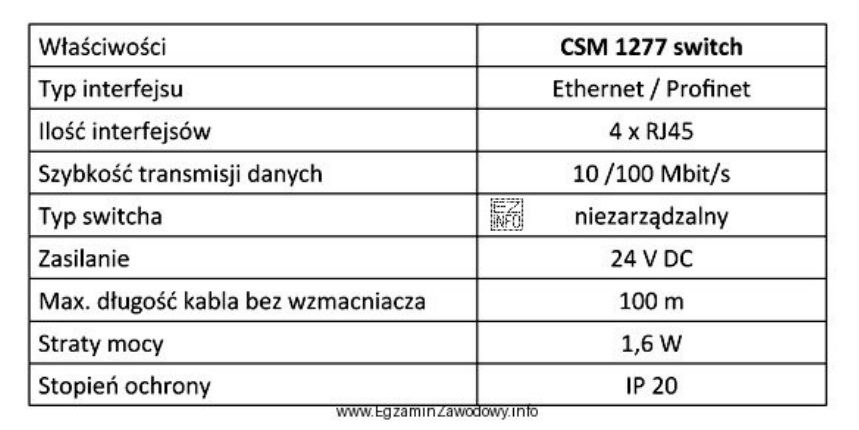 Właściwości CSM 1277 switch
Typ interfejsu Ethernet / Profinet
Ilość interfejsów 4 x RJ45
Szybkość transmisji danych 10 /100 Mbit/s
Typ switcha EZ INFO niezarządzalny
Zasilanie 24 V DC
Max. długość kabla bez wzmacniacza 100 m
Straty mocy 1,6 W
Stopień ochrony IP 20
www.EgzaminZawodowy.info